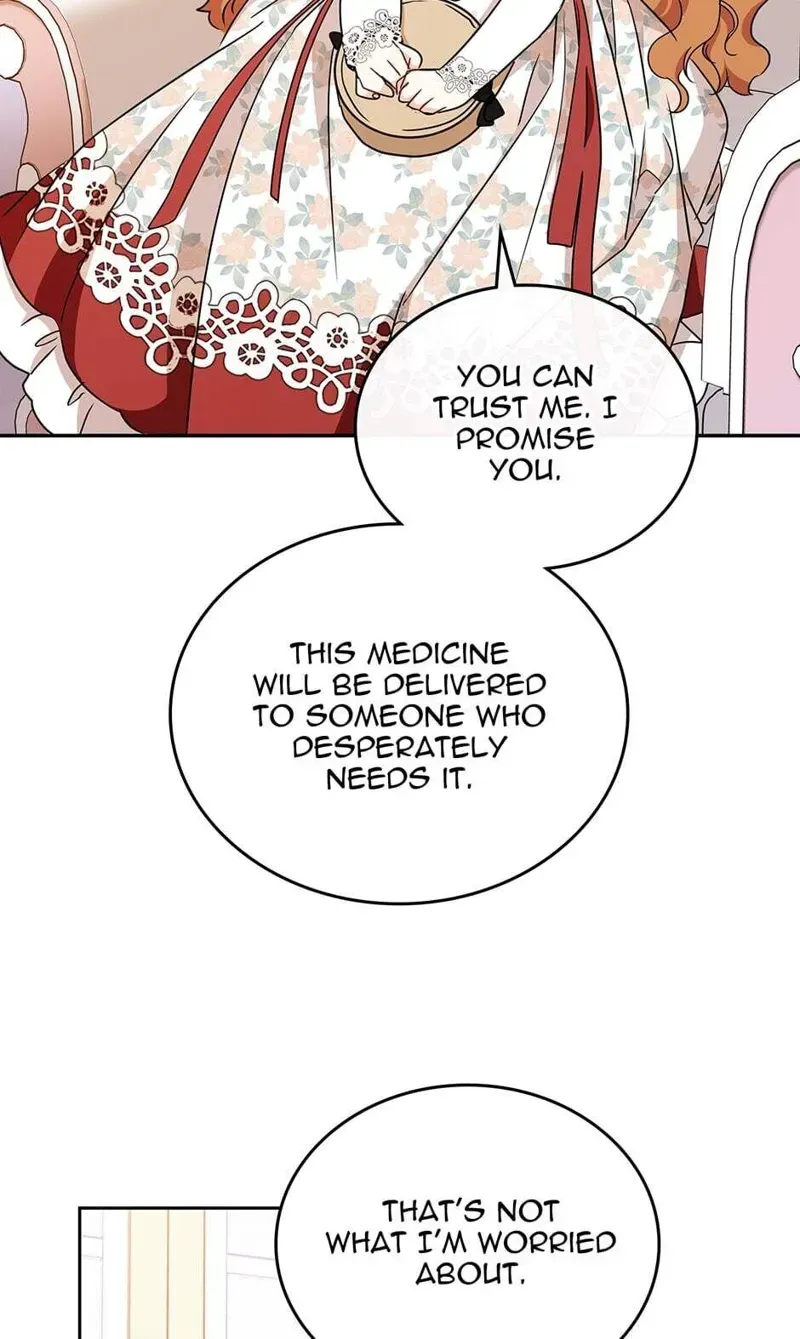 YOU CAN
TRUST ME. I
PROMISE
YOU.
THIS MEDICINE
WILL BE DELIVERED
TO SOMEONE WHO
DESPERATELY
NEEDS IT.
THAT'S NOT
WHAT I'M WORRIED
ABOUT.